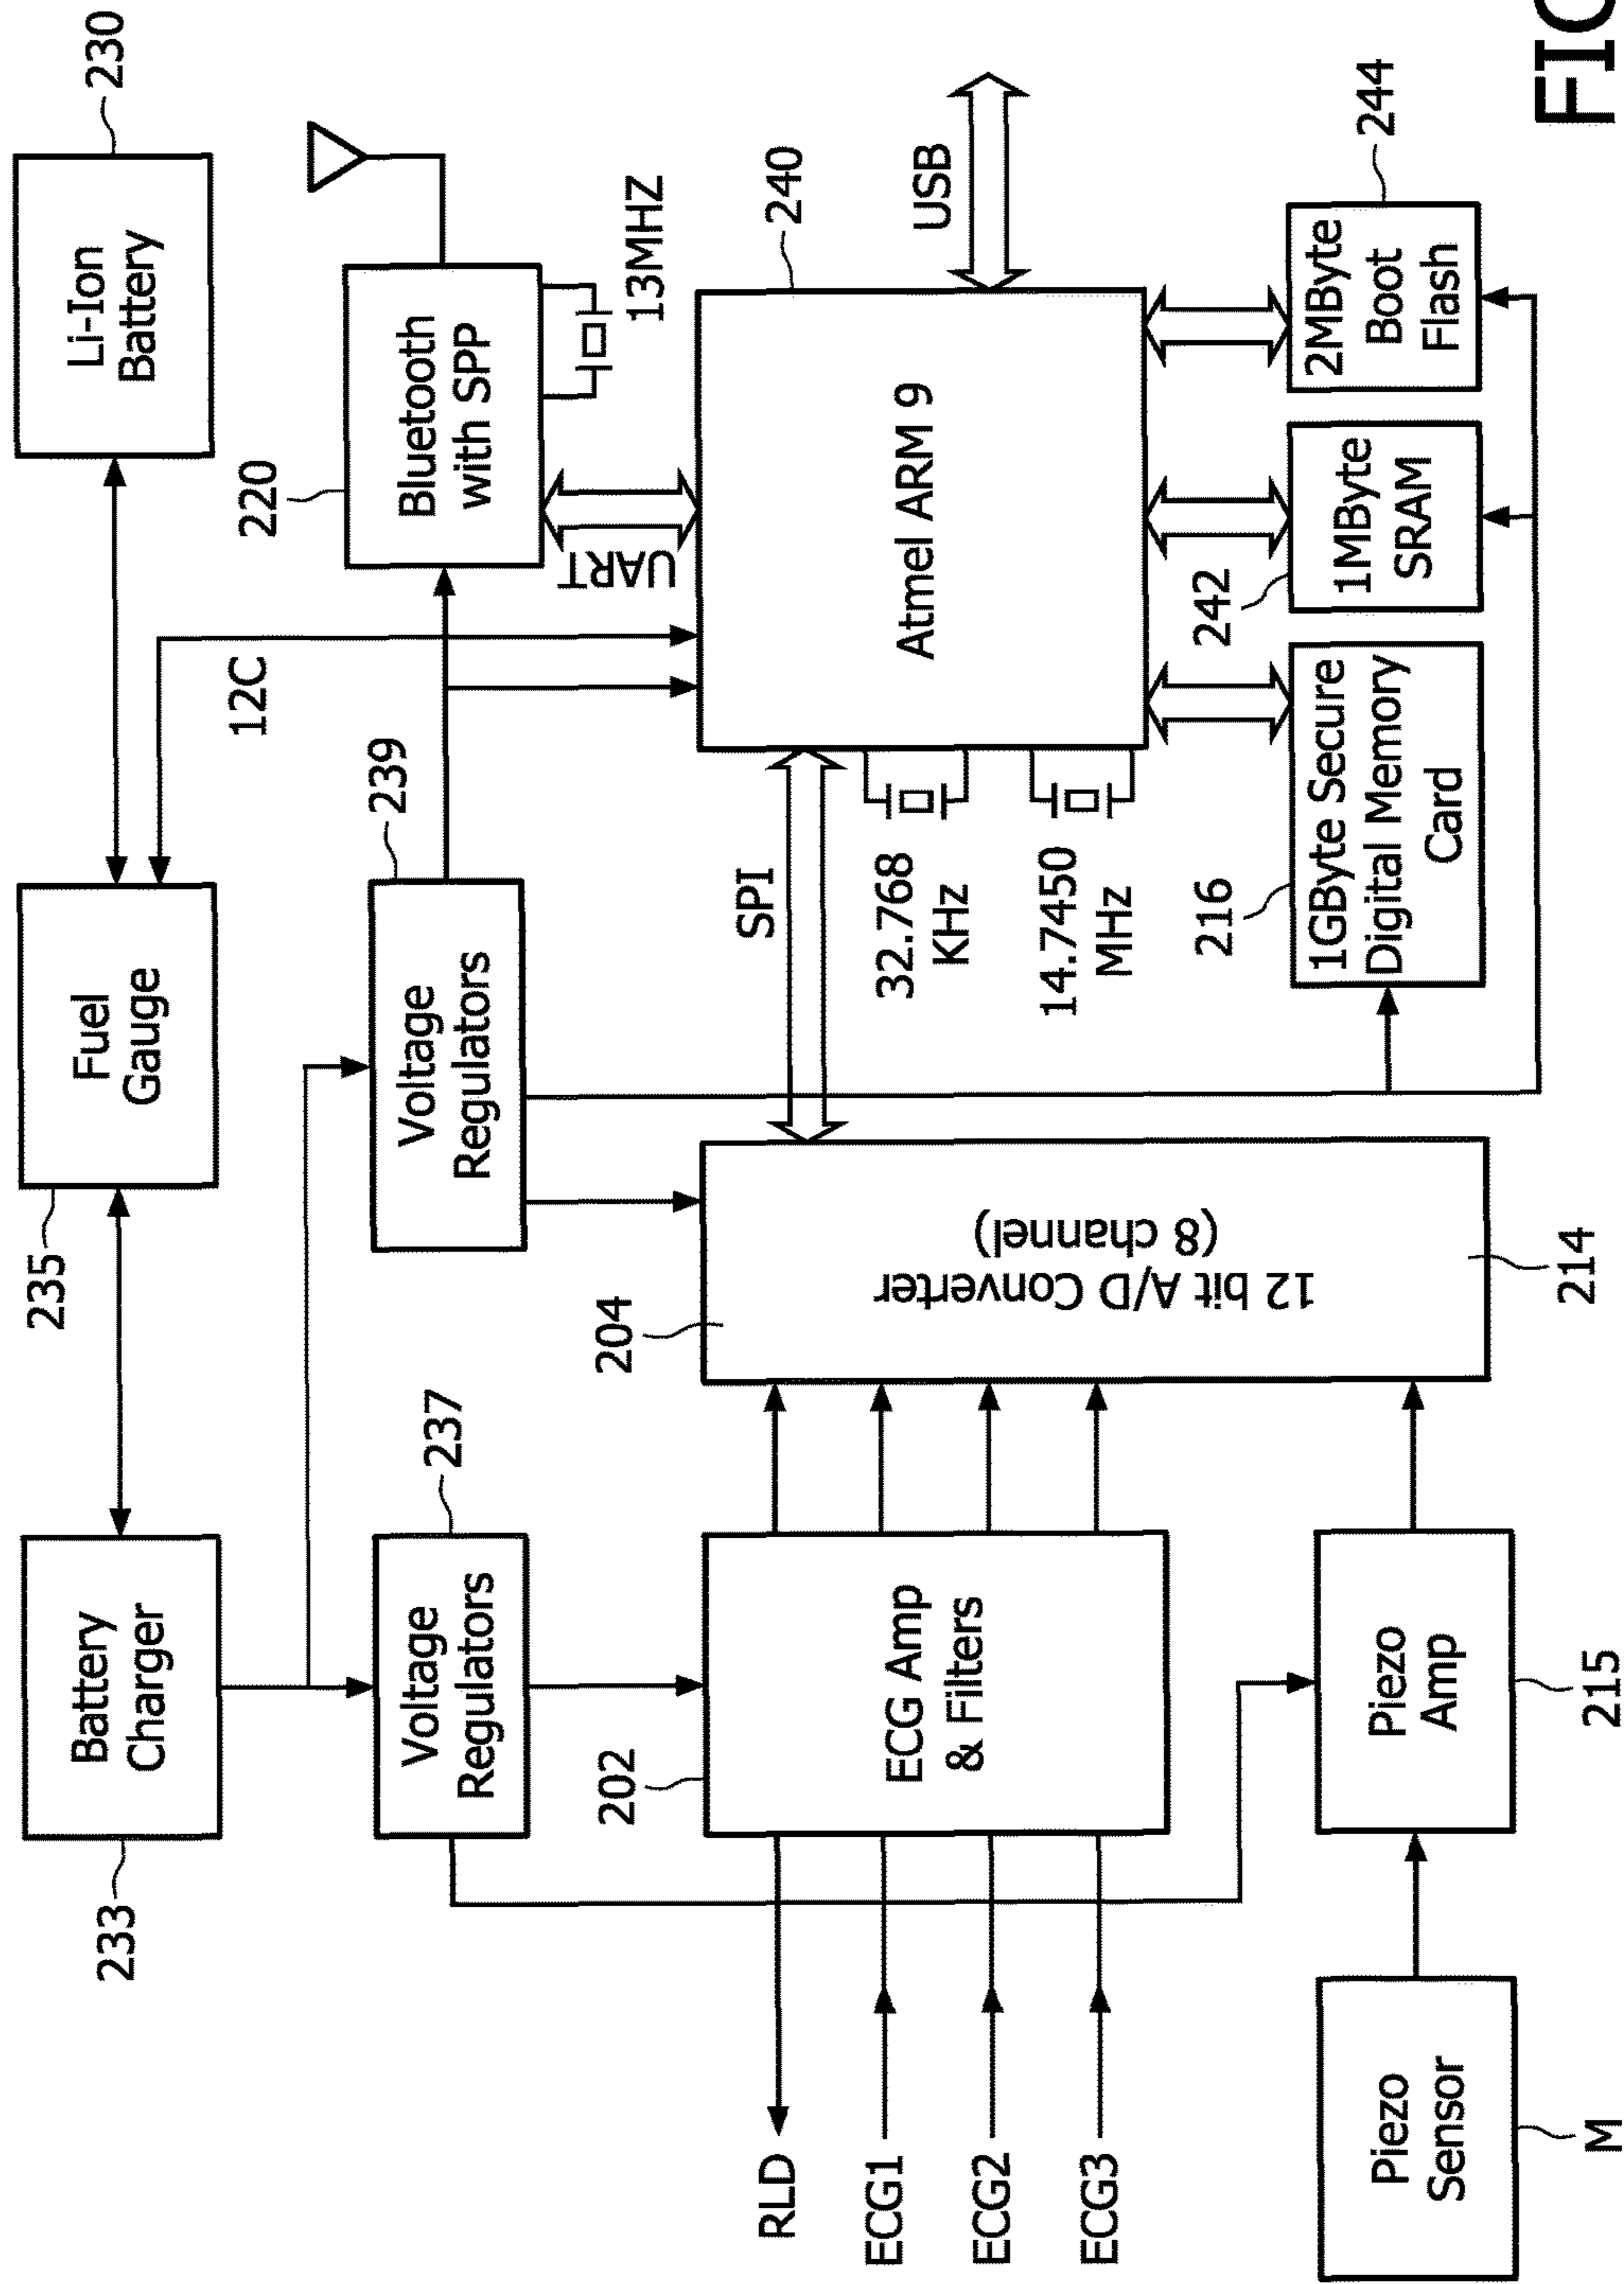 233
Battery
Charger
235
Fuel
Gauge
Li-Ion
Battery
230
12C
237
Voltage
Regulators
239
Voltage
Regulators
220
Bluetooth
with SPP
13MHZ
UART
202
ECG Amp
& Filters
RLD
ECG1
ECG2
ECG3
204
12 bit A/D Converter
(8 channel)
214
SPI
32.768
KHz
14.7450
MHz
Atmel ARM 9
240
USB
Piezo
Sensor
M
Piezo
Amp
215
216
1GByte Secure
Digital Memory
Card
242
1MByte
SRAM
2MByte
Boot
Flash
244